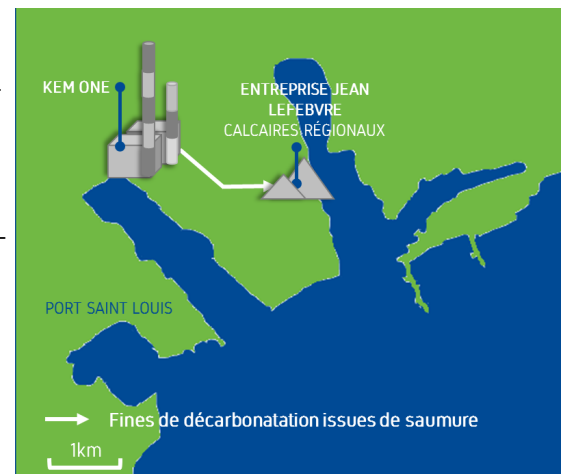 KEM ONE
ENTREPRISE JEAN
LEFEBVRE
CALCAIRES RÉGIONAUX
PORT SAINT LOUIS
Fines de décarbonatation issues de saumure
1km